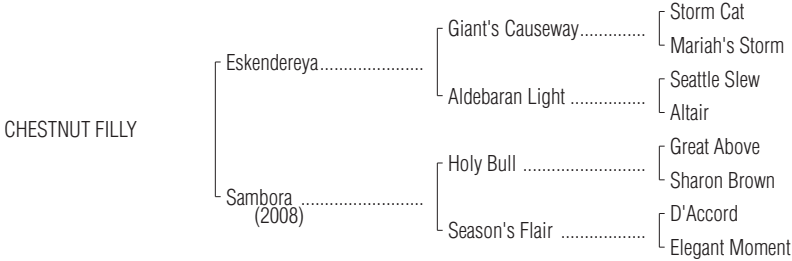 Storm Cat
Giant's Causeway..............
Mariah's Storm
Eskendereya......................
Seattle Slew
Aldebaran Light ................
Altair
CHESTNUT FILLY
Great Above
Holy Bull ..........................
Sharon Brown
Sambora ..........................
(2008)
D'Accord
Season's Flair ..................
Elegant Moment